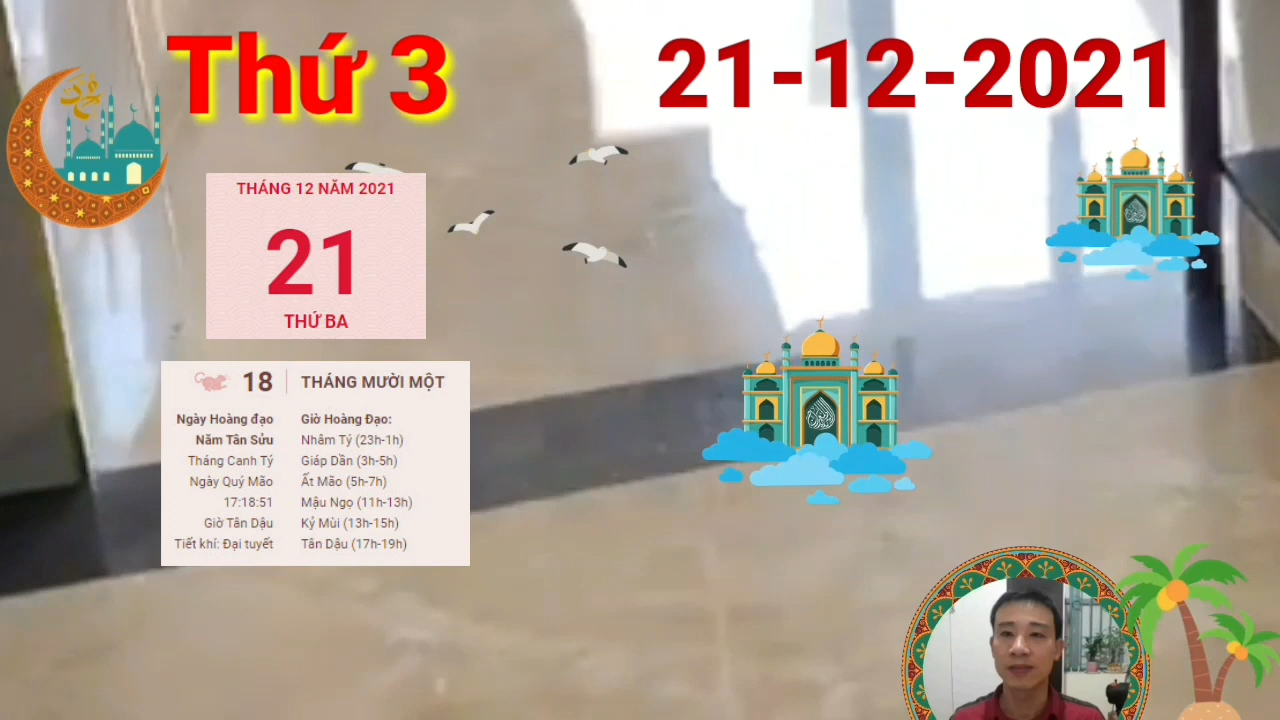 Thứ 3
21-12-2021
THÁNG 12 NĂM 2021
21
THỨ BA
18 THÁNG MƯỜI MỘT
Ngày Hoàng đạo Giờ Hoàng Đạo:
Năm Tân Sửu Nhâm Tý (23h-1h)
Tháng Canh Tý Giáp Dần (3h-5h)
Ngày Quý Mão Ất Mão (5h-7h)
17:18:51 Mậu Ngọ (11h-13h)
Giờ Tân Dậu Kỷ Mùi (13h-15h)
Tiết khí: Đại tuyết Tân Dậu (17h-19h)